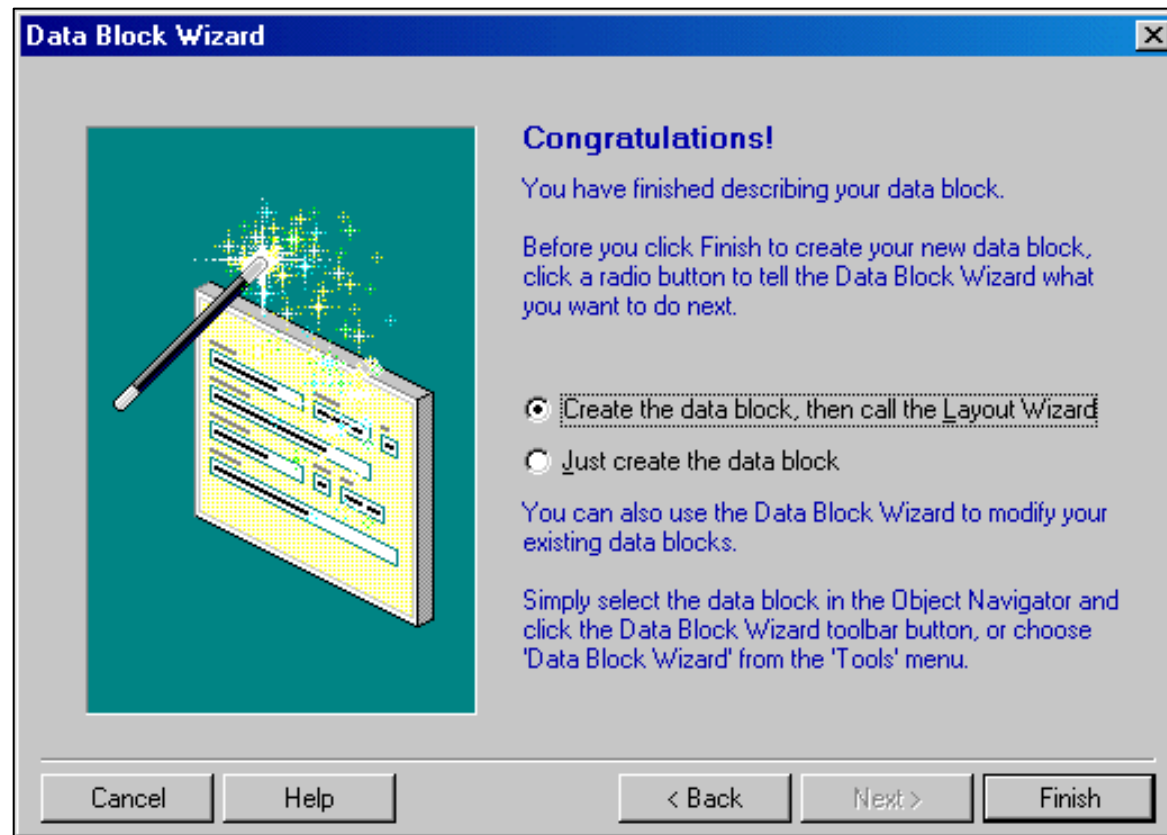 Data Block Wizard
Congratulations!
You have finished describing your data block.
Before you click Finish to create your new data block,
click a radio button to tell the Data Block Wizard what
you want to do next.
Create the data block, then call the Layout Wizard
Just create the data block
You can also use the Data Block Wizard to modify your
existing data blocks.
Simply select the data block in the Object Navigator and
click the Data Block Wizard toolbar button, or choose
'Data Block Wizard' from the 'Tools' menu.
Cancel Help < Back Next > Finish